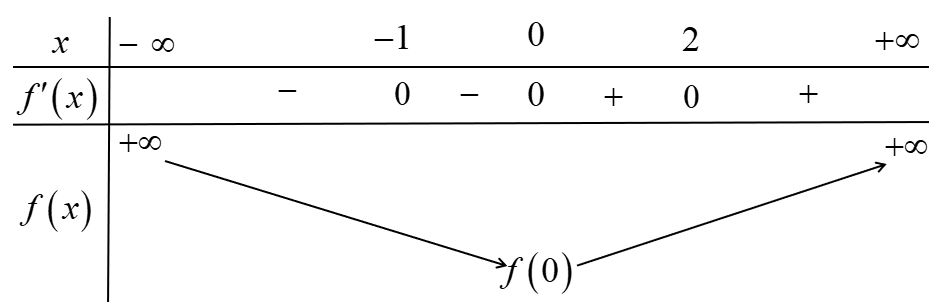 x − ∞ −1 0 2 +∞
f′(x) − 0 − 0 + 0 +
+∞ +∞
f(x)
f(0)